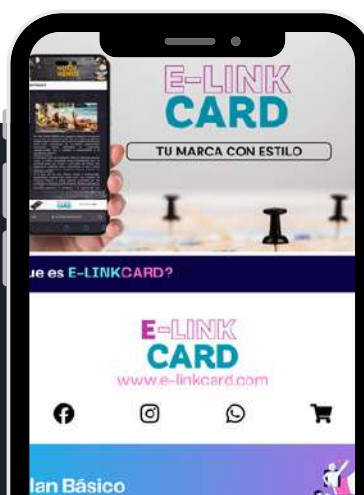 E-LINK
CARD
TU MARCA CON ESTILO
ue es E-LINKCARD?
E-LINK
CARD
www.e-linkcard.com
lan Básico